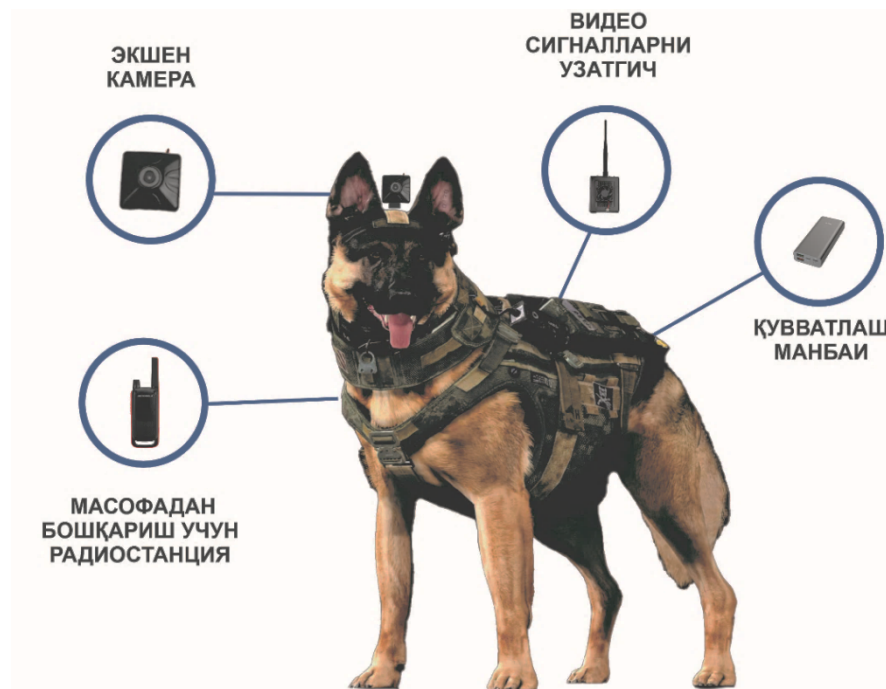 ЭКШЕН
КАМЕРА
ВИДЕО
СИГНАЛЛАРНИ
УЗАТГИЧ
ҚУВВАТЛАШ
МАНБАИ
МАСОФАДАН
БОШҚАРИШ УЧУН
РАДИОСТАНЦИЯ